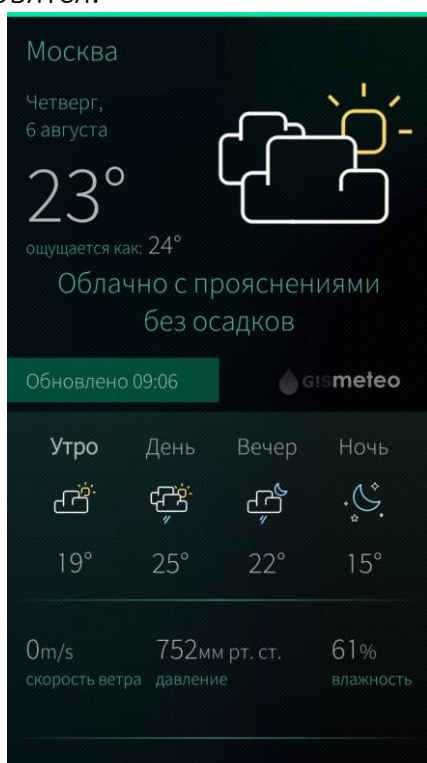 Москва
Четверг,
6 августа
23°
ощущается как: 24°
Облачно с прояснениями
без осадков
Обновлено 09:06
GISmeteo
Утро День Вечер Ночь
19° 25° 22° 15°
0m/s 752мм рт. ст. 61%
скорость ветра давление влажность